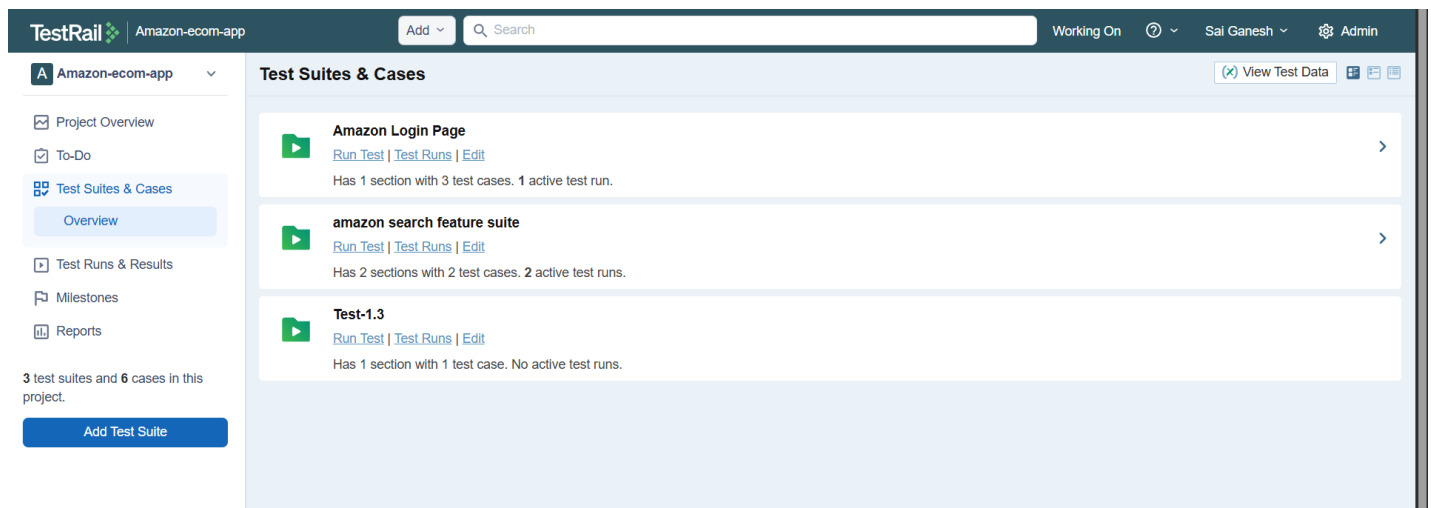 TestRail Amazon-ecom-app Add Search Working On Sai Ganesh Admin
A Amazon-ecom-app
Test Suites & Cases
(x) View Test Data
Project Overview
To-Do
Test Suites & Cases
Overview
Test Runs & Results
Milestones
Reports
3 test suites and 6 cases in this
project.
Add Test Suite
Amazon Login Page
Run Test | Test Runs | Edit
Has 1 section with 3 test cases. 1 active test run.
amazon search feature suite
Run Test | Test Runs | Edit
Has 2 sections with 2 test cases. 2 active test runs.
Test-1.3
Run Test | Test Runs | Edit
Has 1 section with 1 test case. No active test runs.